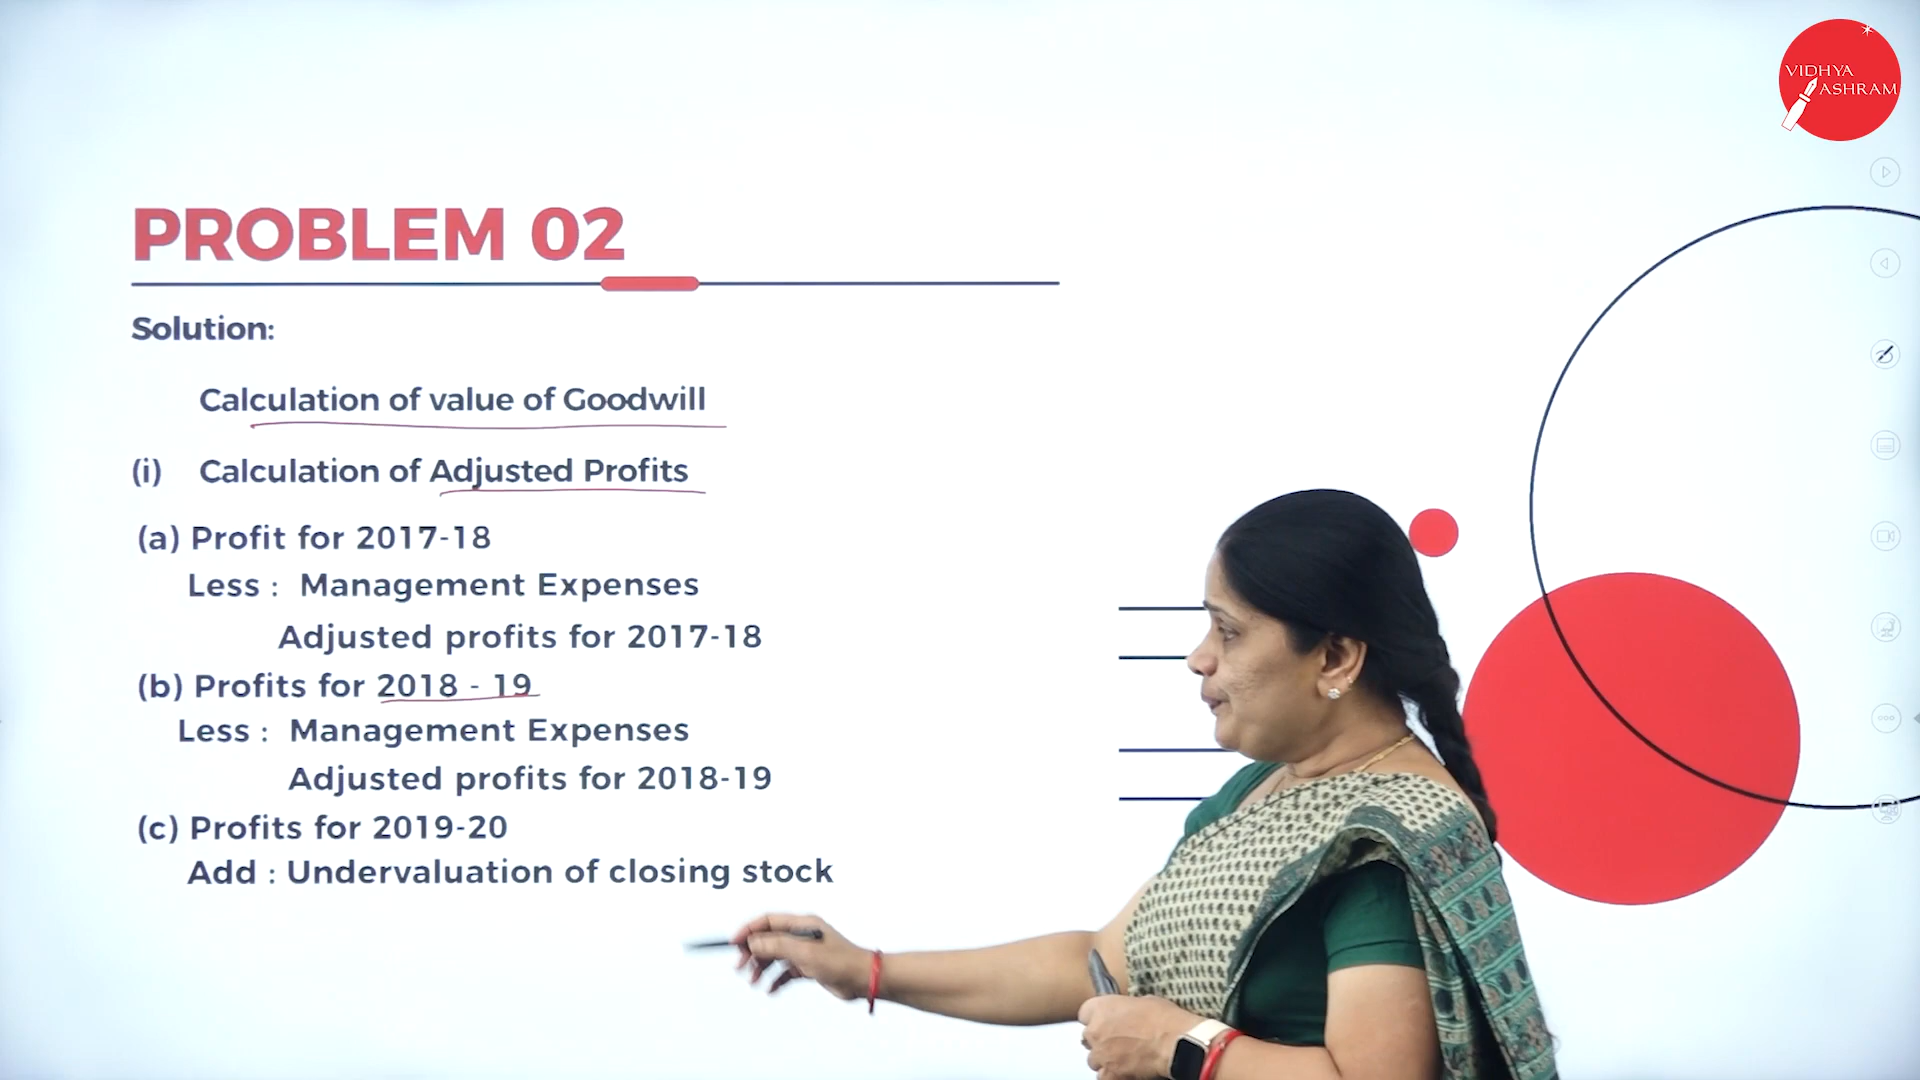 VIDHYA
ASHRAM
PROBLEM 02
Solution:
Calculation of value of Goodwill
(i) Calculation of Adjusted Profits
(a) Profit for 2017-18
Less : Management Expenses
Adjusted profits for 2017-18
(b) Profits for 2018 - 19
Less : Management Expenses
Adjusted profits for 2018-19
(c) Profits for 2019-20
Add : Undervaluation of closing stock